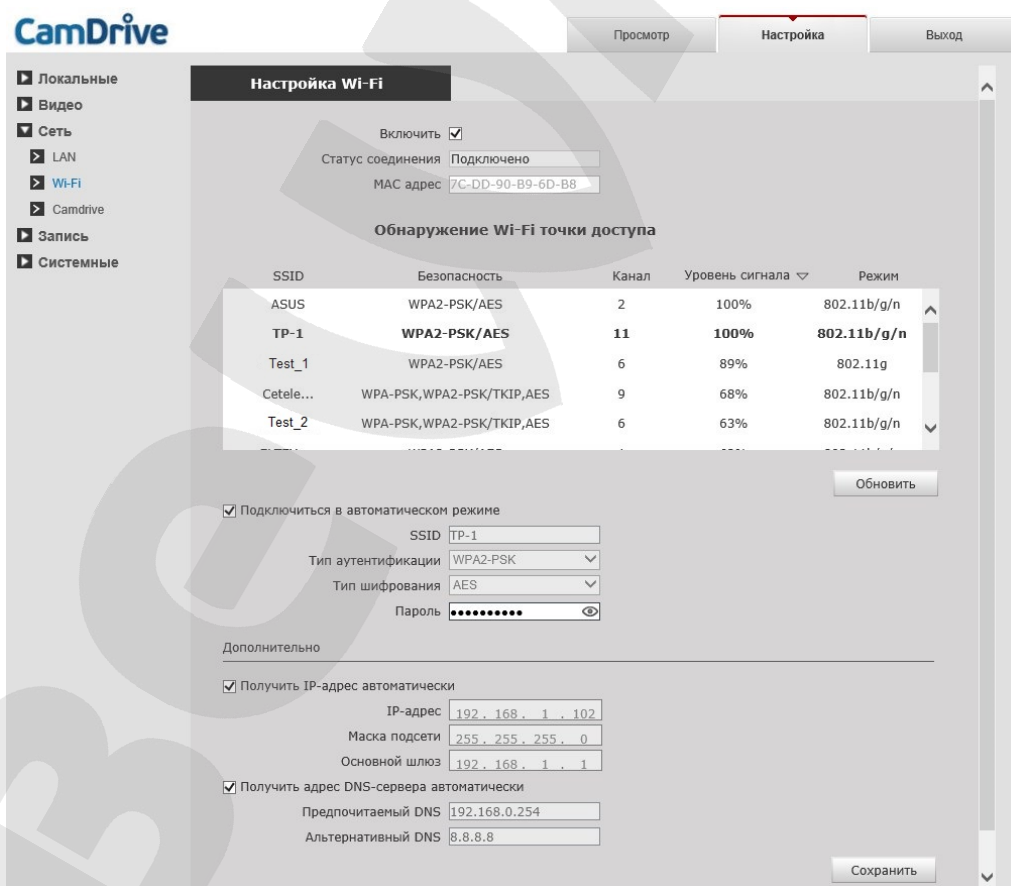 CamDrive
Просмотр Настройка Выход
Локальные
Видео
Сеть
LAN
Wi-Fi
Camdrive
Запись
Системные
Настройка Wi-Fi
Включить
Статус соединения Подключено
MAC адрес 7C-DD-90-B9-6D-B8
Обнаружение Wi-Fi точки доступа
SSID Безопасность Канал Уровень сигнала Режим
ASUS WPA2-PSK/AES 2 100% 802.11b/g/n
TP-1 WPA2-PSK/AES 11 100% 802.11b/g/n
Test_1 WPA2-PSK/AES 6 89% 802.11g
Cetele... WPA-PSK,WPA2-PSK/TKIP,AES 9 68% 802.11b/g/n
Test_2 WPA-PSK,WPA2-PSK/TKIP,AES 6 63% 802.11b/g/n
Обновить
Подключиться в автоматическом режиме
SSID TP-1
Тип аутентификации WPA2-PSK
Тип шифрования AES
Пароль ••••••••••
Дополнительно
Получить IP-адрес автоматически
IP-адрес 192 . 168 . 1 . 102
Маска подсети 255 . 255 . 255 . 0
Основной шлюз 192 . 168 . 1 . 1
Получить адрес DNS-сервера автоматически
Предпочитаемый DNS 192.168.0.254
Альтернативный DNS 8.8.8.8
Сохранить